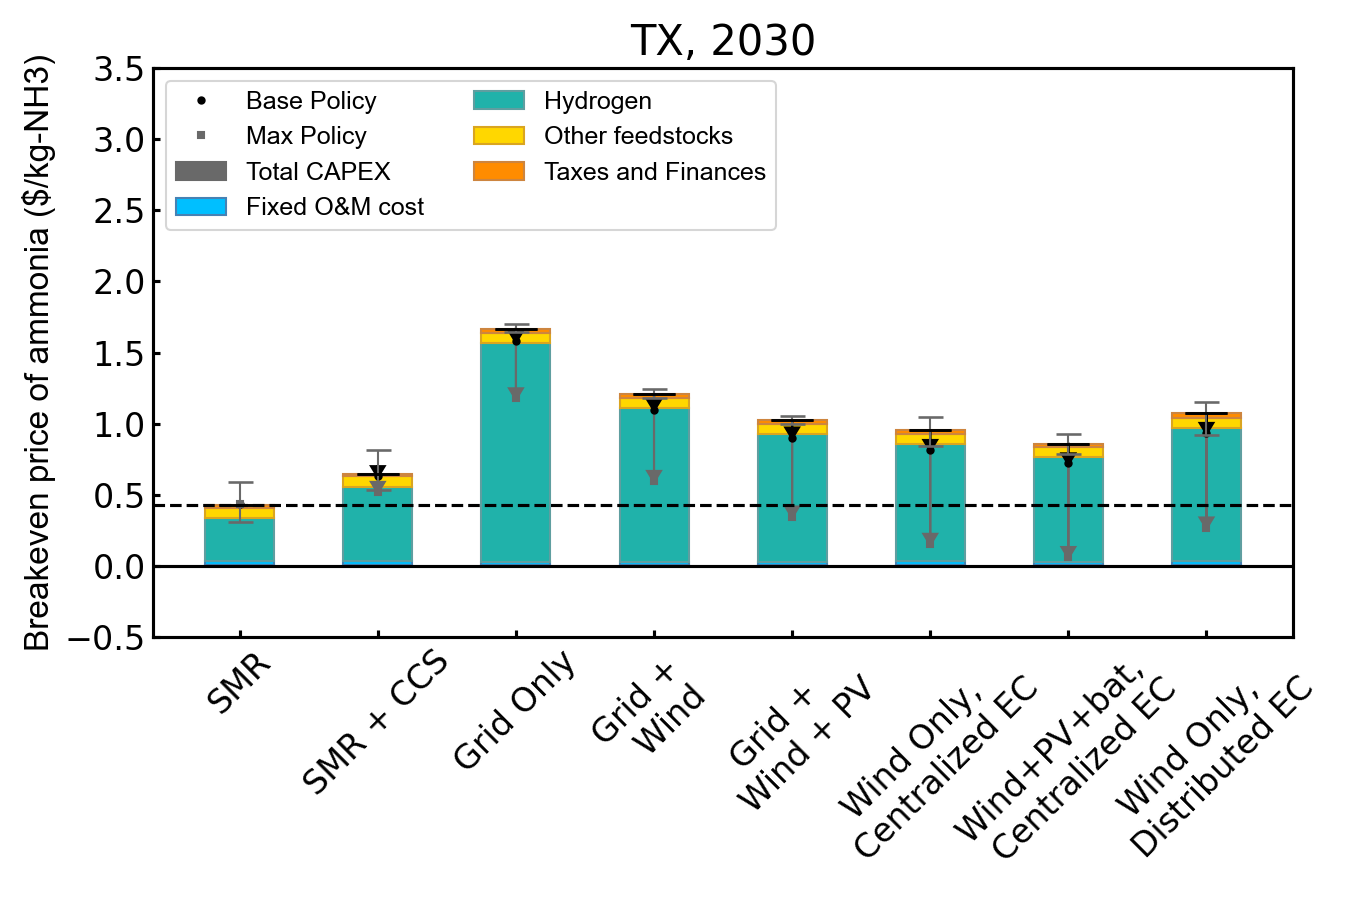 TX, 2030
Breakeven price of ammonia ($/kg-NH3)
3.5
3.0
2.5
2.0
1.5
1.0
0.5
0.0
−0.5
Base Policy
Max Policy
Total CAPEX
Fixed O&M cost
Hydrogen
Other feedstocks
Taxes and Finances
SMR
SMR + CCS
Grid Only
Grid +
Wind
Grid +
Wind + PV
Wind Only,
Centralized EC
Wind+PV+bat,
Centralized EC
Wind Only,
Distributed EC